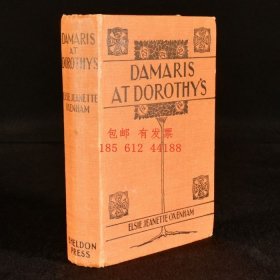 DAMARIS
AT
DOROTHY'S
ELSIE JEANETTE
OXENHAM
SHELDON
PRESS
DAMARIS
AT DOROTHY'S
包邮 有发票
185 612 44188
ELSIE JEANETTE OXENHAM